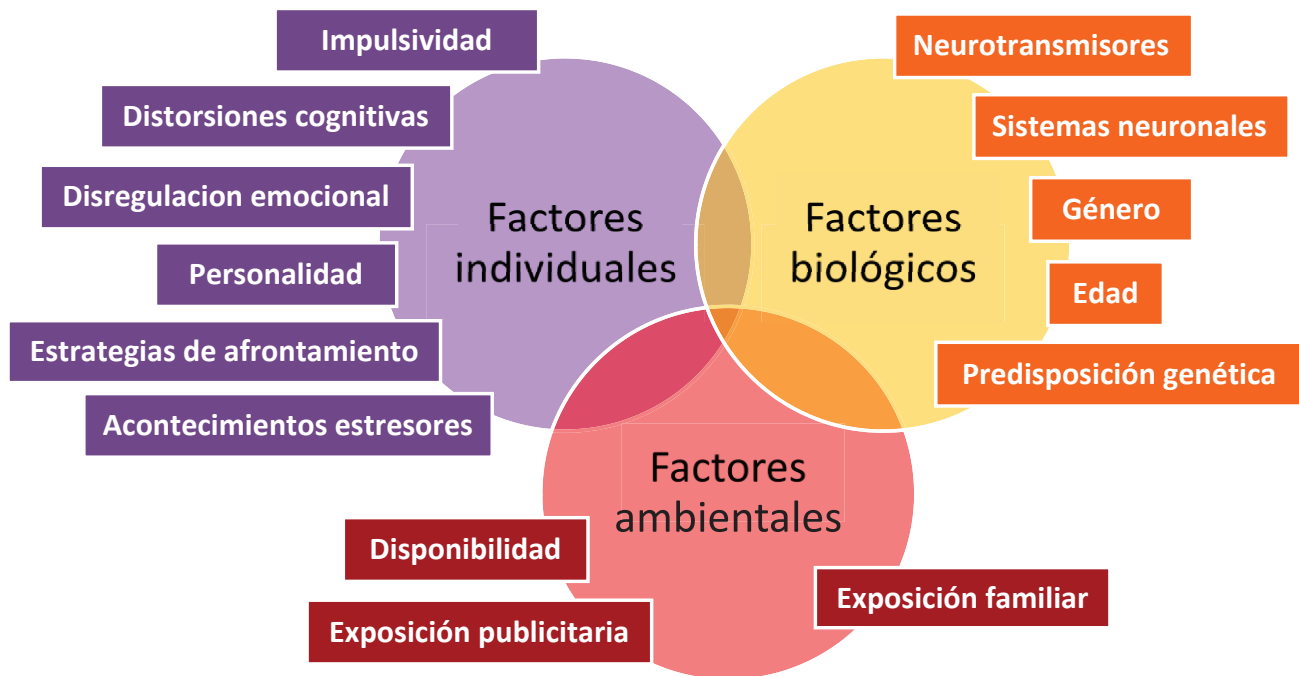 Impulsividad
Distorsiones cognitivas
Disregulacion emocional
Personalidad
Estrategias de afrontamiento
Acontecimientos estresores
Factores
individuales
Neurotransmisores
Sistemas neuronales
Género
Edad
Predisposición genética
Factores
biológicos
Factores
ambientales
Disponibilidad
Exposición publicitaria
Exposición familiar